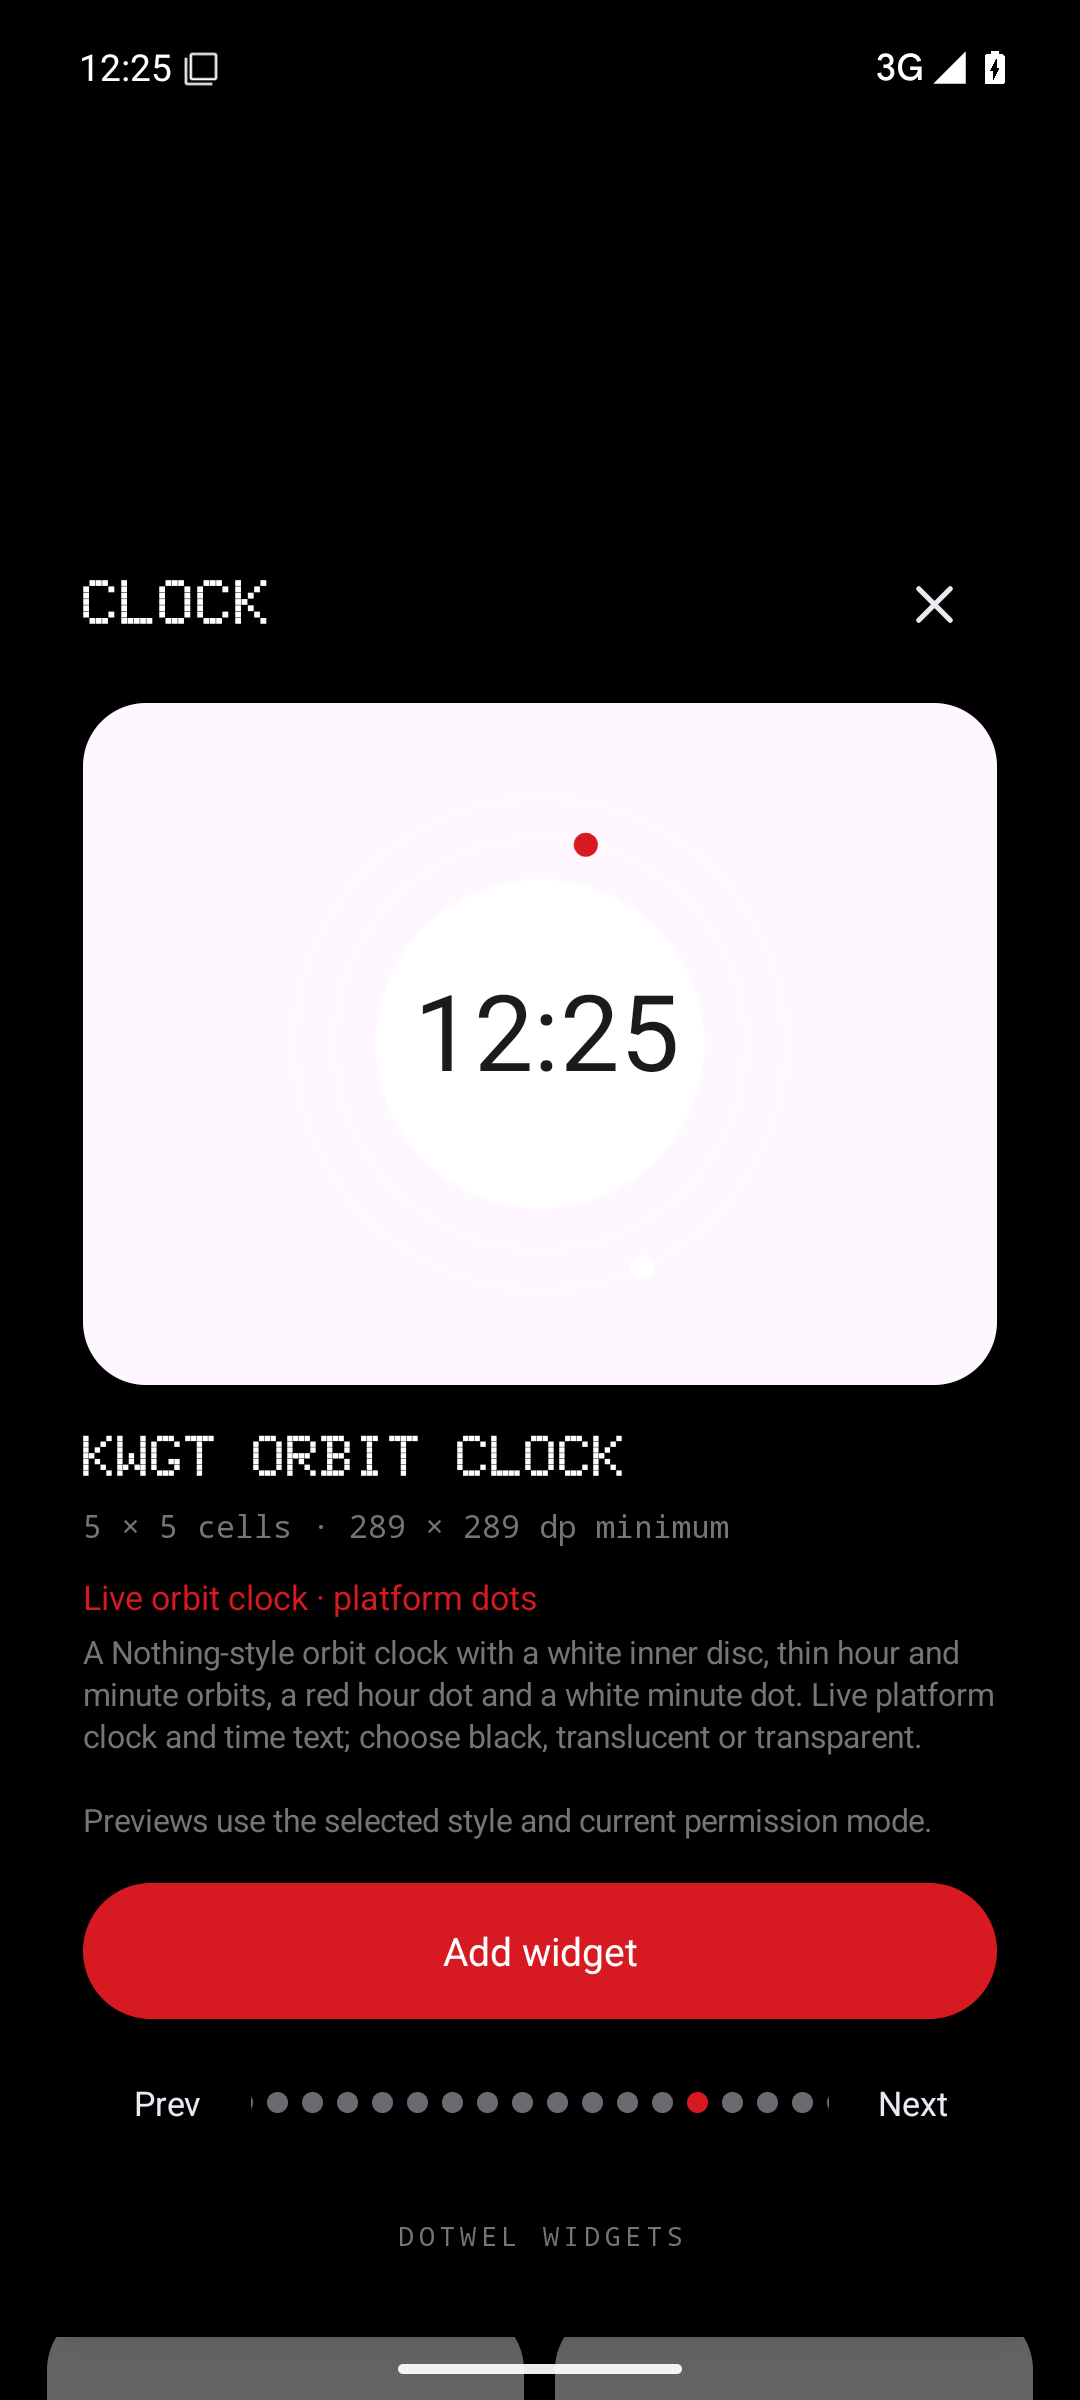 12:25
3G
CLOCK
12:25
KWGT ORBIT CLOCK
5 × 5 cells · 289 × 289 dp minimum
Live orbit clock · platform dots
A Nothing-style orbit clock with a white inner disc, thin hour and
minute orbits, a red hour dot and a white minute dot. Live platform
clock and time text; choose black, translucent or transparent.
Previews use the selected style and current permission mode.
Add widget
Prev
Next
DOTWEL WIDGETS